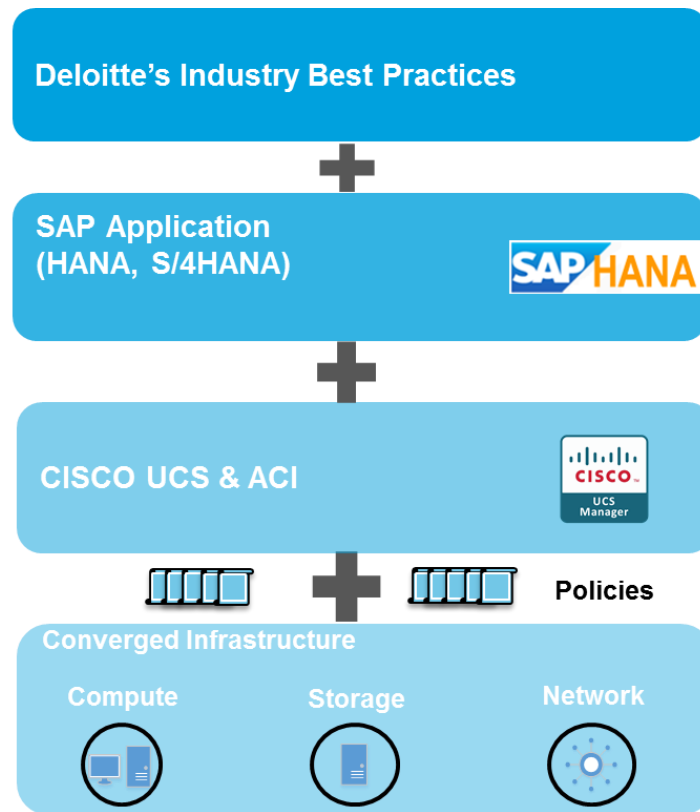 Deloitte's Industry Best Practices
SAP Application
(HANA, S/4HANA)
SAP HANA
CISCO UCS & ACI
CISCO™
UCS
Manager
Policies
Converged Infrastructure
Compute
Storage
Network